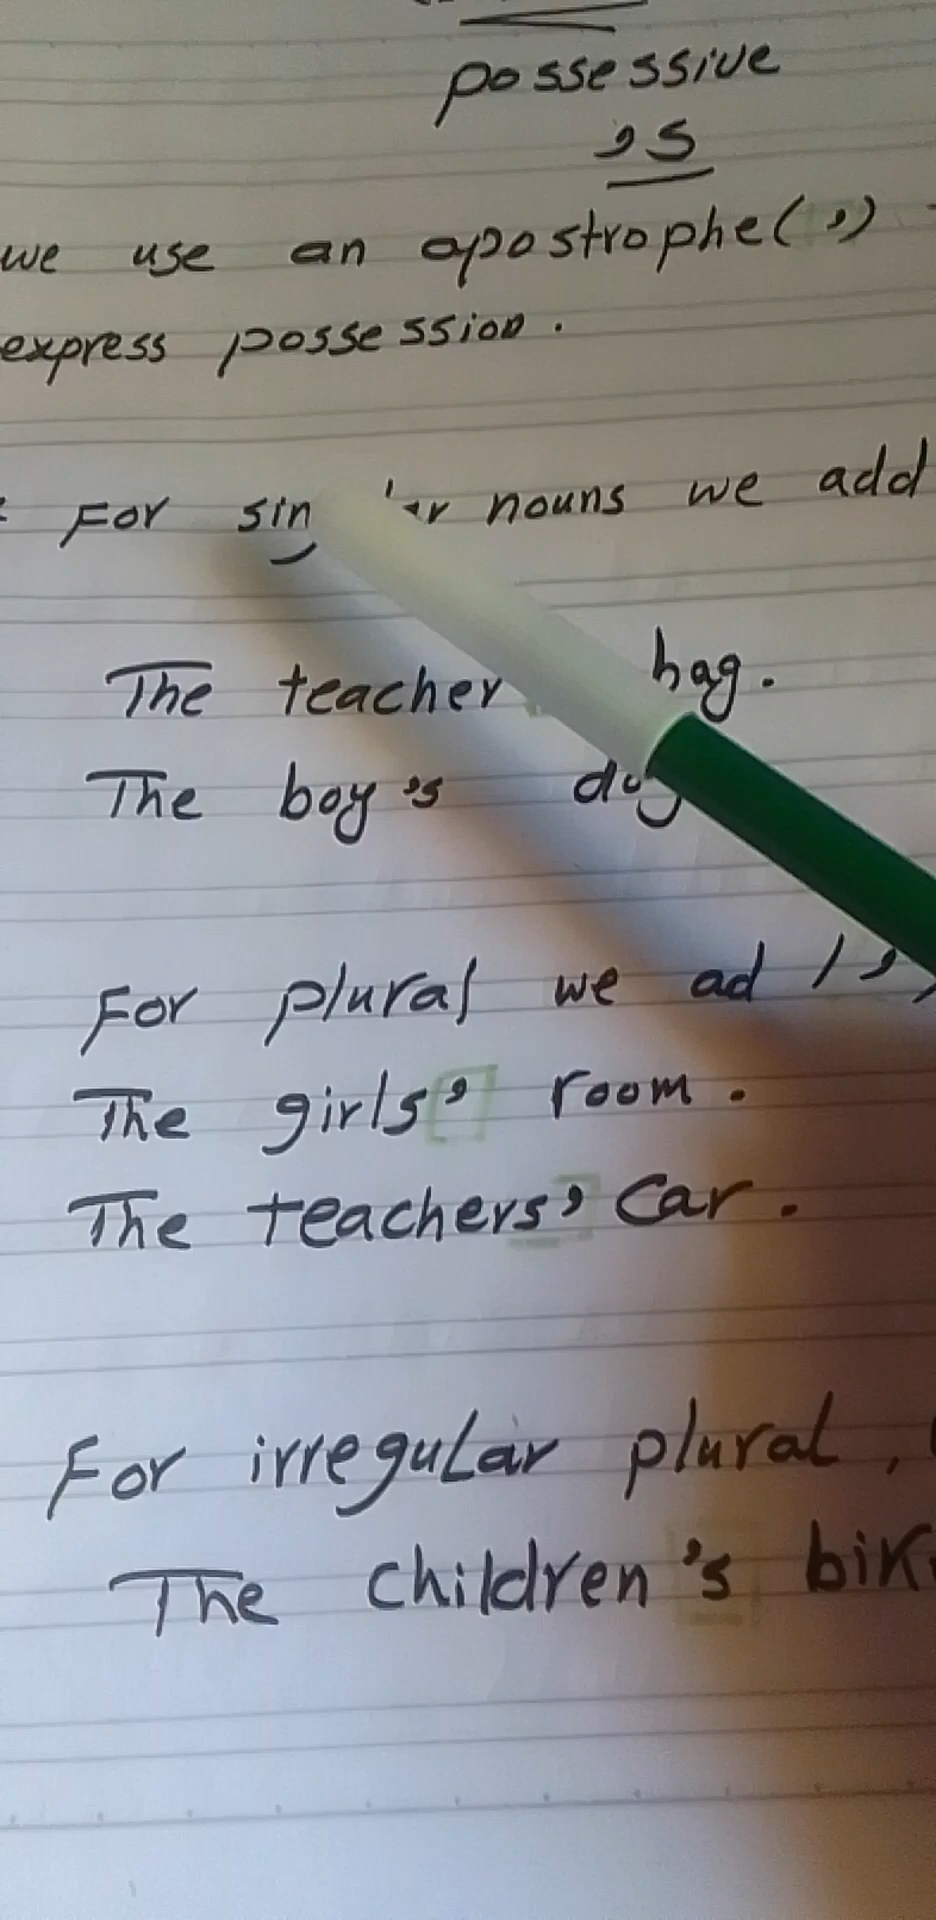 possessive
's
we use an apostrophe(')
express possession.
For nouns we add
The teacher bag.
The boy's
For plural we ad
The girls' room.
The teachers' car.
For irregular plural,
The children's